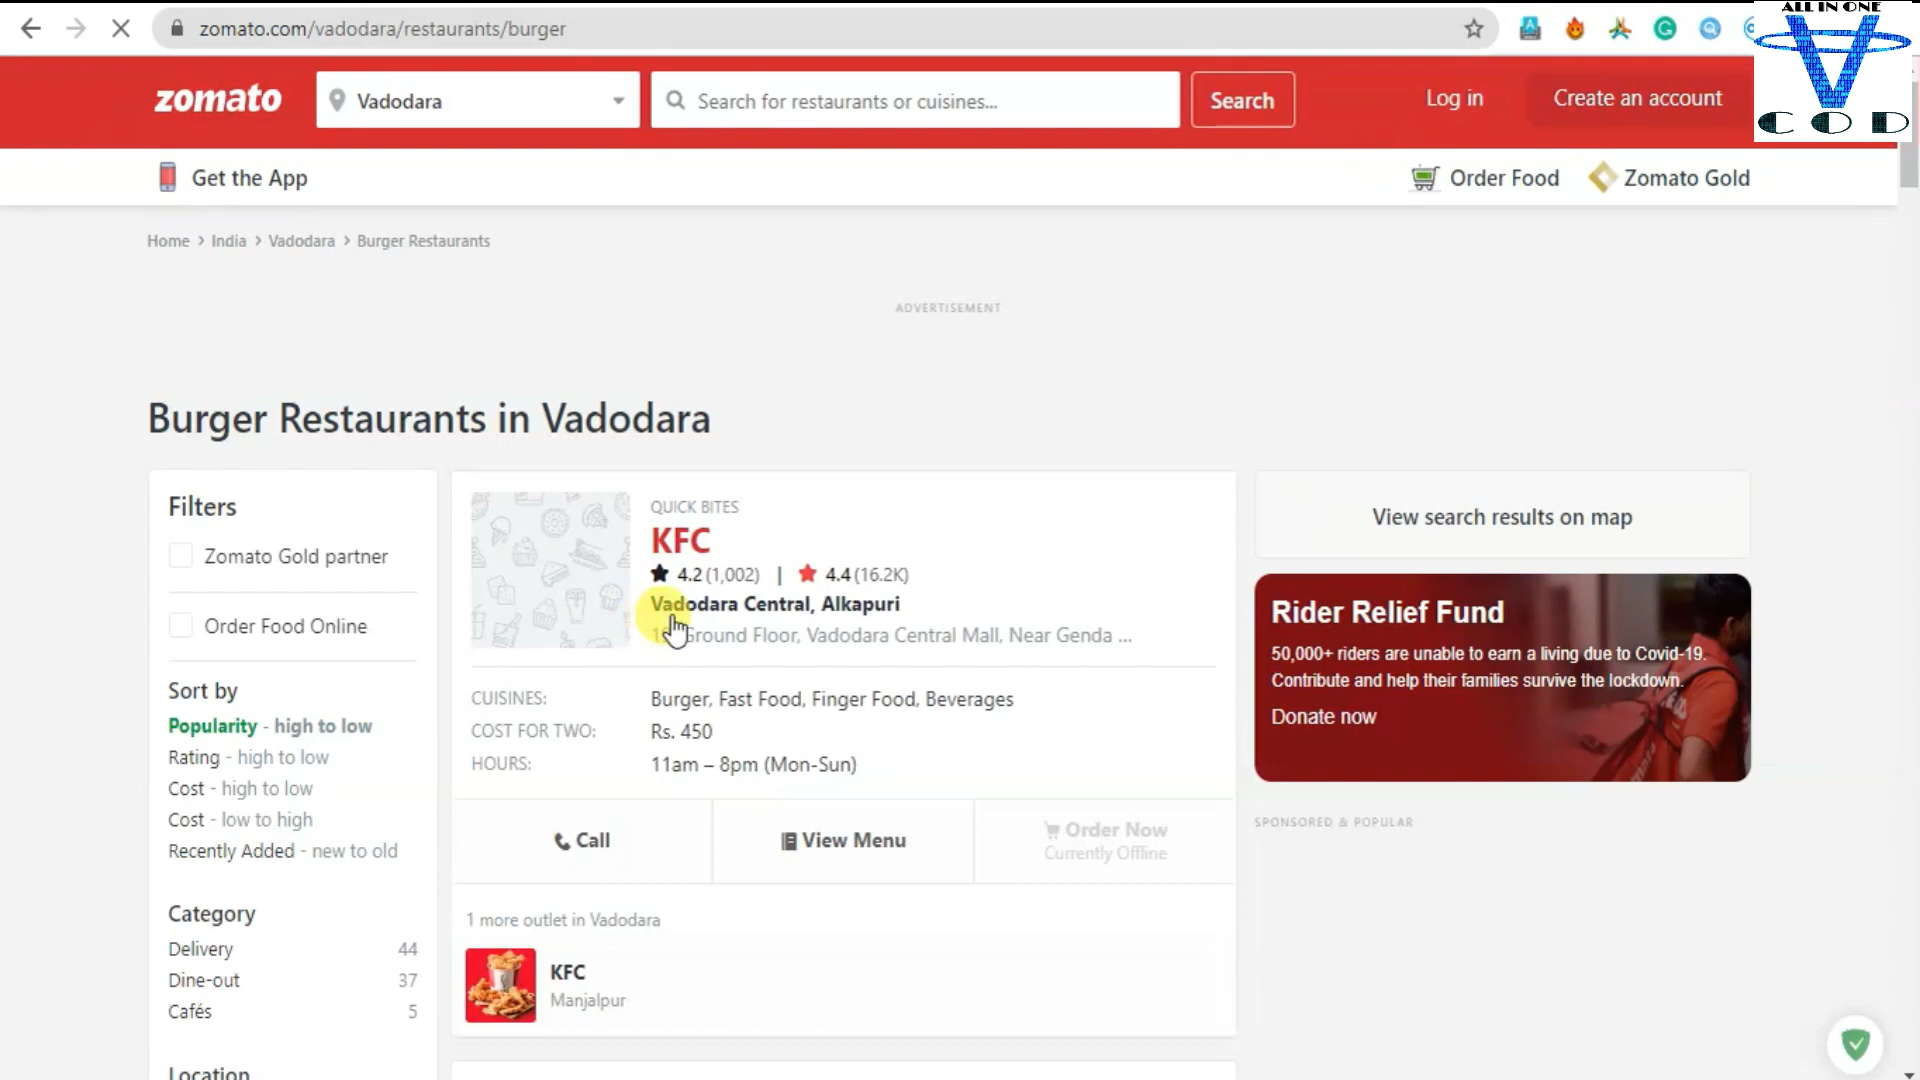 zomato.com/vadodara/restaurants/burger
ALL IN ONE
COD
zomato
Vadodara
Search for restaurants or cuisines...
Search
Log in
Create an account
Get the App
Order Food
Zomato Gold
Home > India > Vadodara > Burger Restaurants
ADVERTISEMENT
Burger Restaurants in Vadodara
Filters
Zomato Gold partner
Order Food Online
Sort by
Popularity - high to low
Rating - high to low
Cost - high to low
Cost - low to high
Recently Added - new to old
Category
Delivery 44
Dine-out 37
Cafés 5
Location
QUICK BITES
KFC
4.2 (1,002) | 4.4 (16.2K)
Vadodara Central, Alkapuri
Ground Floor, Vadodara Central Mall, Near Genda ...
CUISINES: Burger, Fast Food, Finger Food, Beverages
COST FOR TWO: Rs. 450
HOURS: 11am – 8pm (Mon-Sun)
Call
View Menu
Order Now
Currently Offline
1 more outlet in Vadodara
KFC
Manjalpur
View search results on map
Rider Relief Fund
50,000+ riders are unable to earn a living due to Covid-19.
Contribute and help their families survive the lockdown.
Donate now
SPONSORED & POPULAR